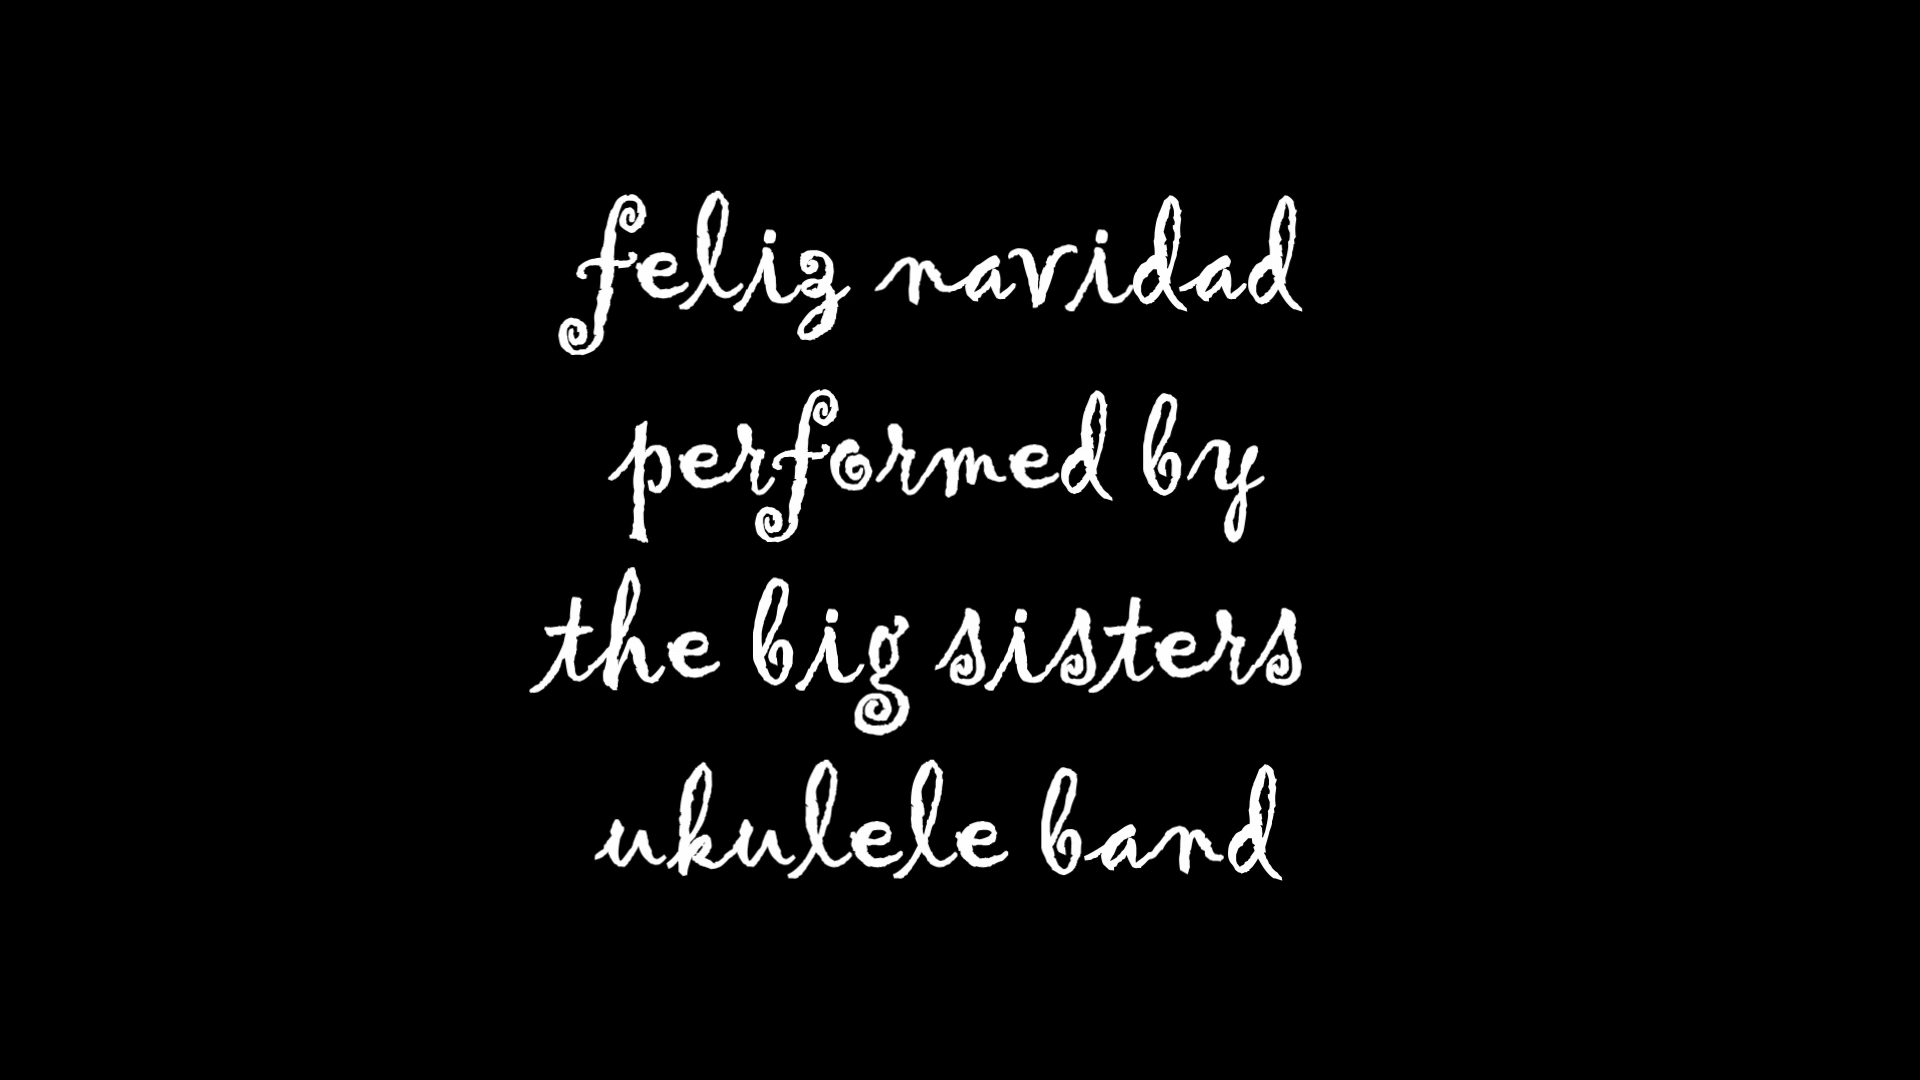 feliz navidad
performed by
the big sisters
ukulele band